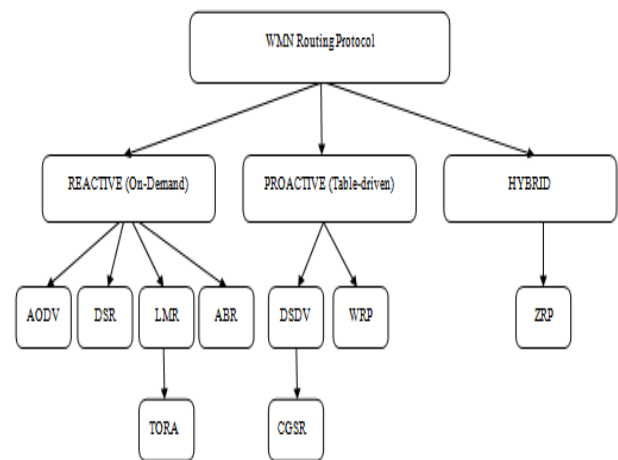 WMN Routing Protocol
REACTIVE (On-Demand)
PROACTIVE (Table-driven)
HYBRID
AODV
DSR
LMR
ABR
DSDV
WRP
ZRP
TORA
CGSR